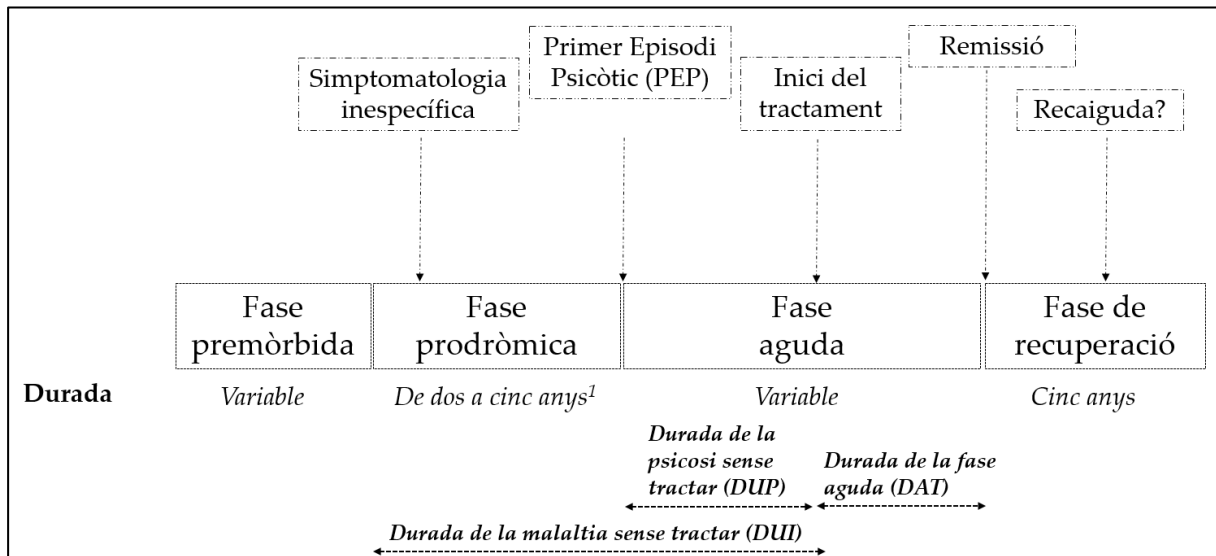 Simptomatologia
inespecífica
Primer Episodi
Psicòtic (PEP)
Inici del
tractament
Remissió
Recaiguda?
Fase
premòrbida
Fase
prodròmica
Fase
aguda
Fase de
recuperació
Durada
Variable
De dos a cinc anys¹
Variable
Cinc anys
Durada de la
psicosi sense
tractar (DUP)
Durada de la fase
aguda (DAT)
Durada de la malaltia sense tractar (DUI)